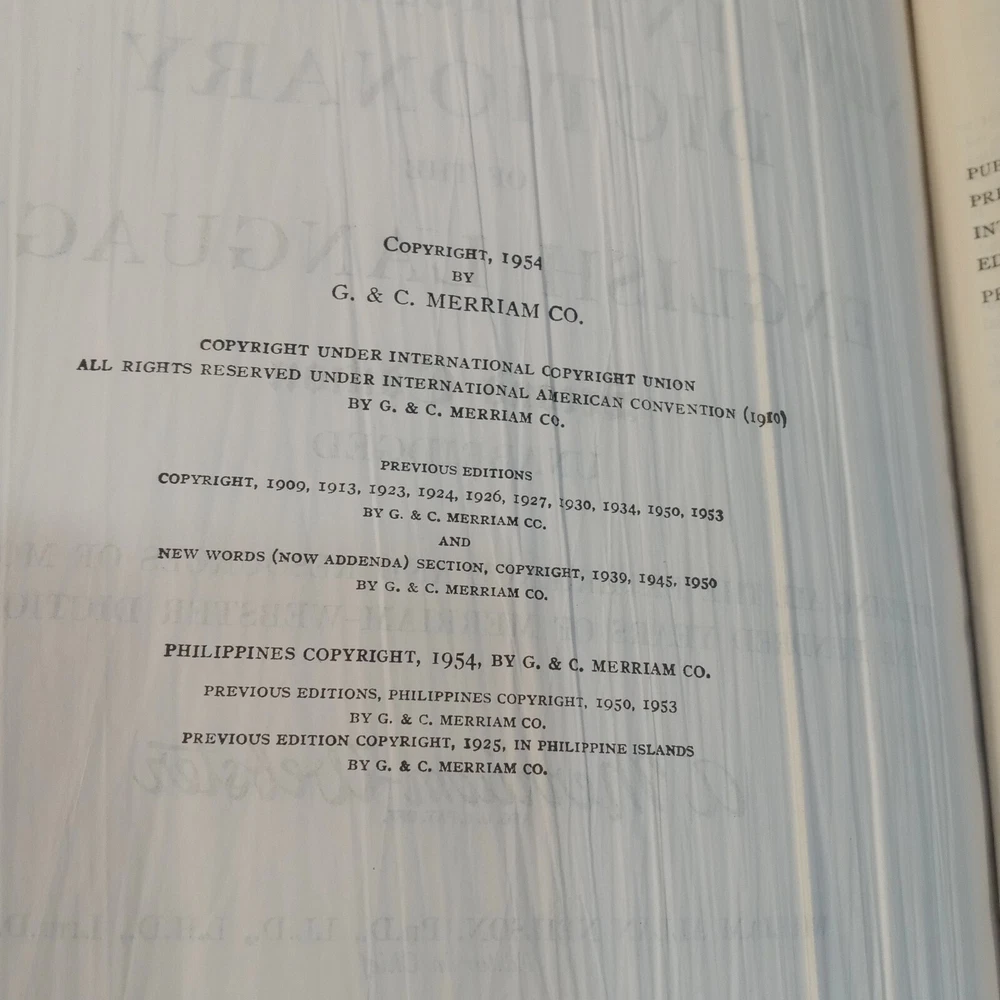 COPYRIGHT, 1954
BY
G. & C. MERRIAM CO.
COPYRIGHT UNDER INTERNATIONAL COPYRIGHT UNION
ALL RIGHTS RESERVED UNDER INTERNATIONAL AMERICAN CONVENTION (1910)
BY G. & C. MERRIAM CO.
PREVIOUS EDITIONS
COPYRIGHT, 1909, 1913, 1923, 1924, 1926, 1927, 1930, 1934, 1950, 1953
BY G. & C. MERRIAM CO.
AND
NEW WORDS (NOW ADDENDA) SECTION, COPYRIGHT, 1939, 1945, 1950
BY G. & C. MERRIAM CO.
PHILIPPINES COPYRIGHT, 1954, BY G. & C. MERRIAM CO.
PREVIOUS EDITIONS, PHILIPPINES COPYRIGHT, 1950, 1953
BY G. & C. MERRIAM CO.
PREVIOUS EDITION COPYRIGHT, 1925, IN PHILIPPINE ISLANDS
BY G. & C. MERRIAM CO.